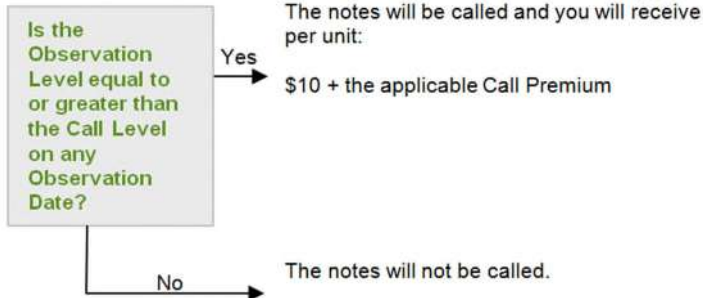 Is the
Observation
Level equal to
or greater than
the Call Level
on any
Observation
Date?
Yes
The notes will be called and you will receive
per unit:
$10 + the applicable Call Premium
No
The notes will not be called.